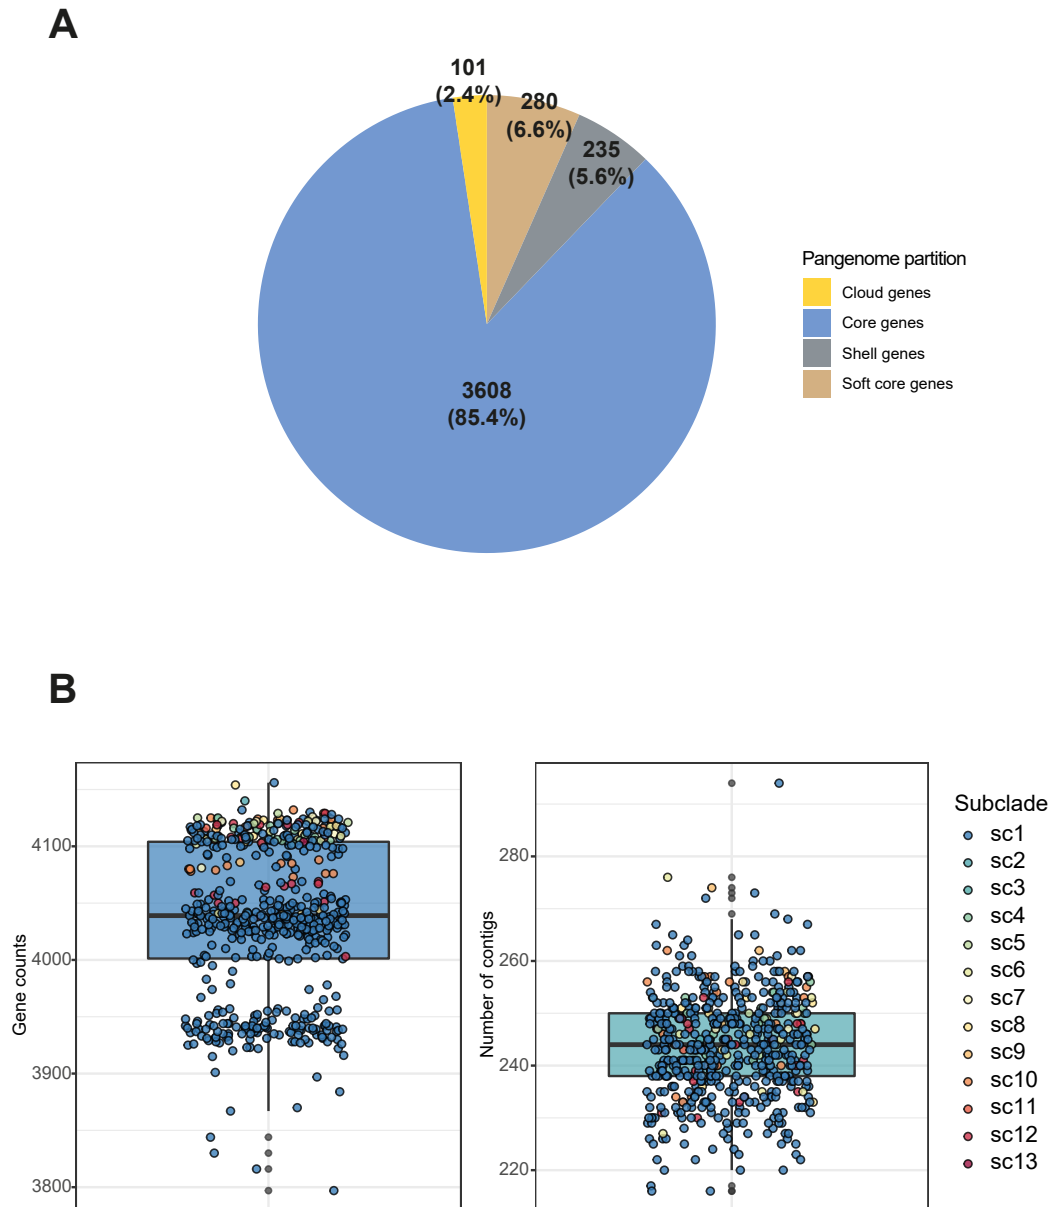 A
101
(2.4%)
280
(6.6%)
235
(5.6%)
3608
(85.4%)
Pangenome partition
Cloud genes
Core genes
Shell genes
Soft core genes
B
Gene counts
4100
4000
3900
3800
Number of contigs
280
260
240
220
Subclade
sc1
sc2
sc3
sc4
sc5
sc6
sc7
sc8
sc9
sc10
sc11
sc12
sc13